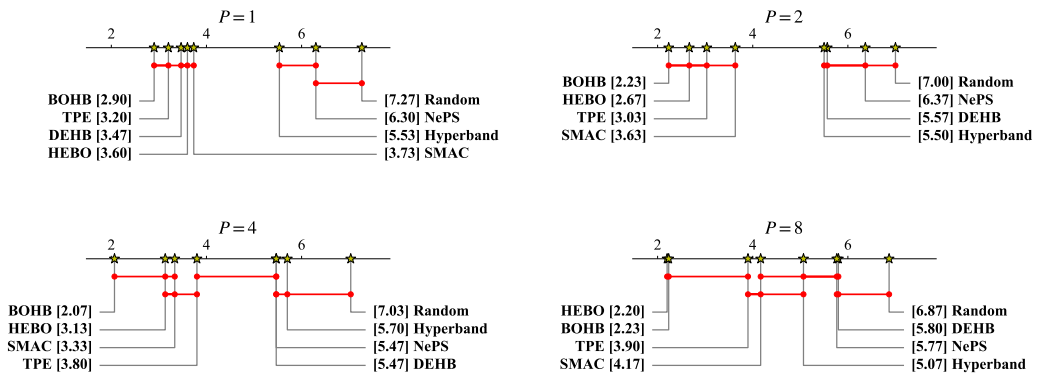 P = 1
2 4 6
BOHB [2.90]
TPE [3.20]
DEHB [3.47]
HEBO [3.60]
[7.27] Random
[6.30] NePS
[5.53] Hyperband
[3.73] SMAC
P = 2
2 4 6
BOHB [2.23]
HEBO [2.67]
TPE [3.03]
SMAC [3.63]
[7.00] Random
[6.37] NePS
[5.57] DEHB
[5.50] Hyperband
P = 4
2 4 6
BOHB [2.07]
HEBO [3.13]
SMAC [3.33]
TPE [3.80]
[7.03] Random
[5.70] Hyperband
[5.47] NePS
[5.47] DEHB
P = 8
2 4 6
HEBO [2.20]
BOHB [2.23]
TPE [3.90]
SMAC [4.17]
[6.87] Random
[5.80] DEHB
[5.77] NePS
[5.07] Hyperband